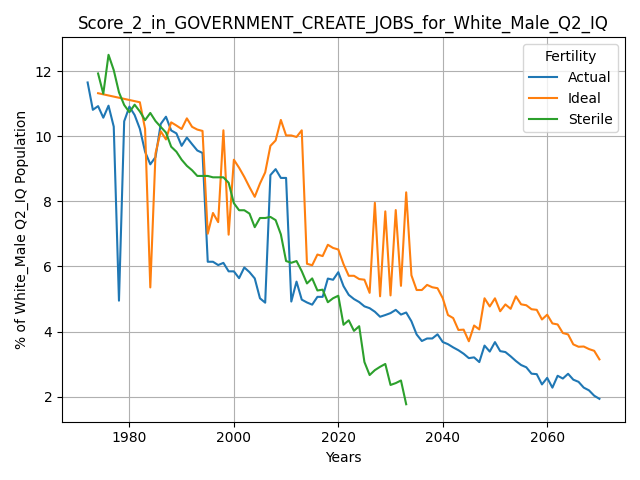 Score_2_in_GOVERNMENT_CREATE_JOBS_for_White_Male_Q2_IQ
Fertility
Actual
Ideal
Sterile
% of White_Male Q2_IQ Population
12
10
8
6
4
2
1980
2000
2020
2040
2060
Years